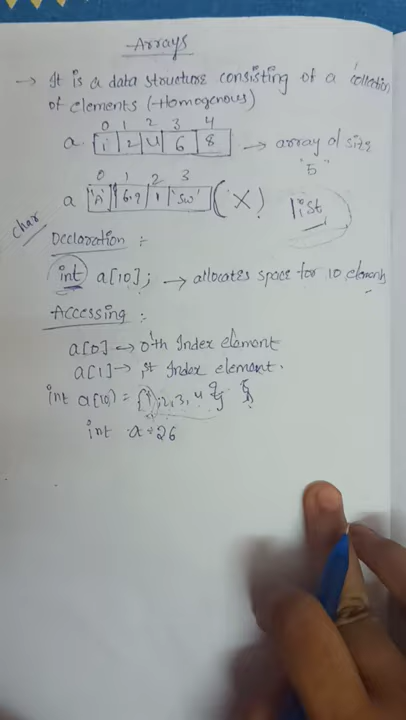 Arrays
→ It is a data structure consisting of a collection
of elements (Homogenous)
0 1 2 3 4
a 1 2 4 6 8 → array of size
"5"
0 1 2 3
a 'A' 6.9 1 'sw' (X) list
char
Declaration :-
int a[10]; → allocates space for 10 elements
Accessing :-
a[0] → 0th Index element
a[1] → 1st Index element.
int a[10] = {1, 2, 3, 4
int a = 26